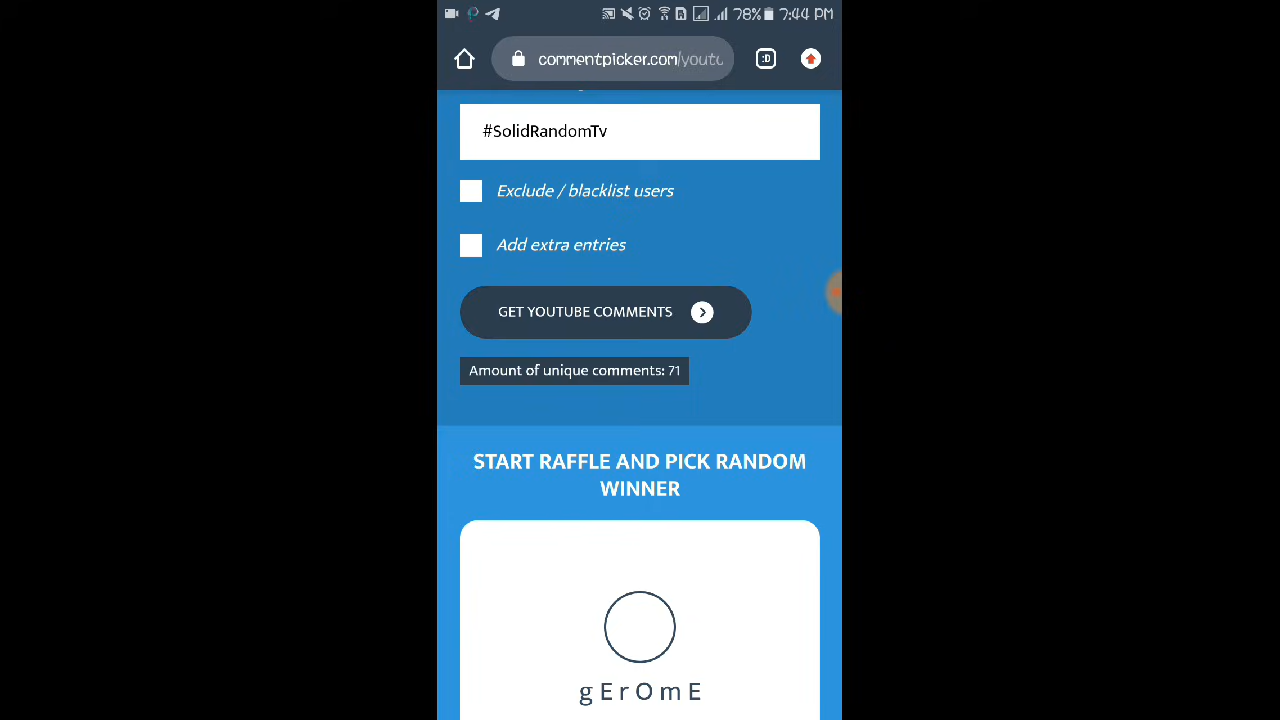 78% 7:44 PM
commentpicker.com/youtu
#SolidRandomTv
Exclude / blacklist users
Add extra entries
GET YOUTUBE COMMENTS
Amount of unique comments: 71
START RAFFLE AND PICK RANDOM
WINNER
gErOmE